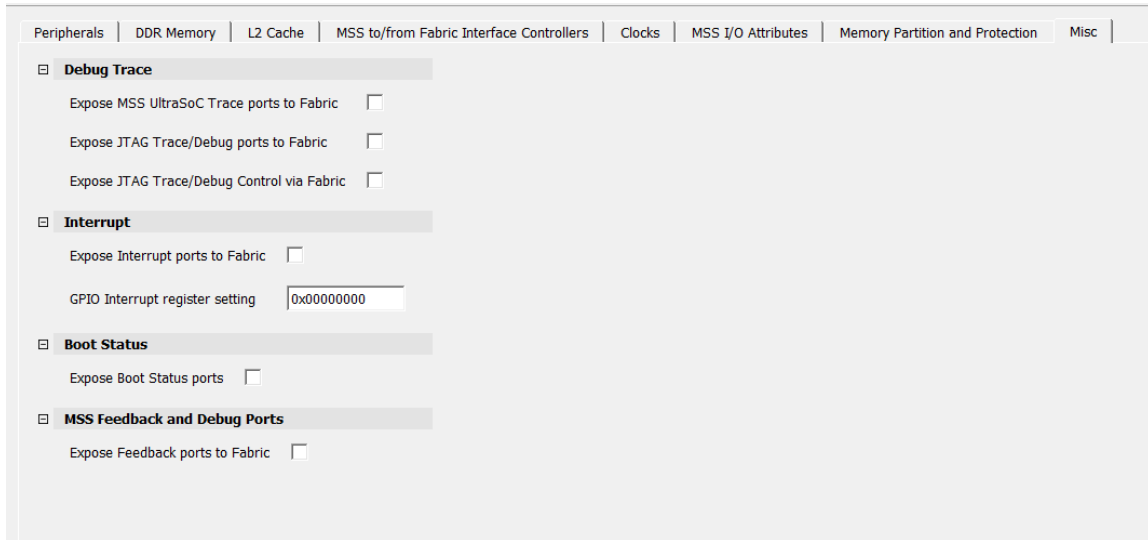 Peripherals DDR Memory L2 Cache MSS to/from Fabric Interface Controllers Clocks MSS I/O Attributes Memory Partition and Protection Misc
Debug Trace
Expose MSS UltraSoC Trace ports to Fabric
Expose JTAG Trace/Debug ports to Fabric
Expose JTAG Trace/Debug Control via Fabric
Interrupt
Expose Interrupt ports to Fabric
GPIO Interrupt register setting 0x00000000
Boot Status
Expose Boot Status ports
MSS Feedback and Debug Ports
Expose Feedback ports to Fabric